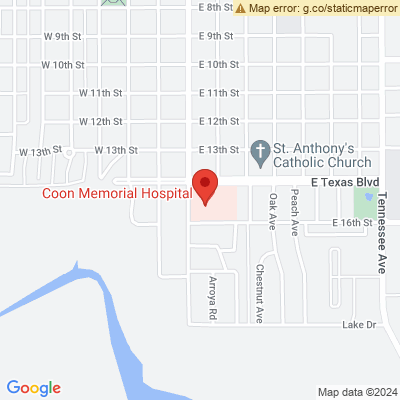 E 8th St
Map error: g.co/staticmaperror
W 9th St
E 9th St
W 10th St
E 10th St
W 11th St
E 11th St
W 12th St
E 12th St
W 13th St
E 13th St
St. Anthony's
Catholic Church
E Texas Blvd
Coon Memorial Hospital
Oak Ave
Peach Ave
Tennessee Ave
E 16th St
Arroya Rd
Chestnut Ave
Lake Dr
Google
Map data ©2024